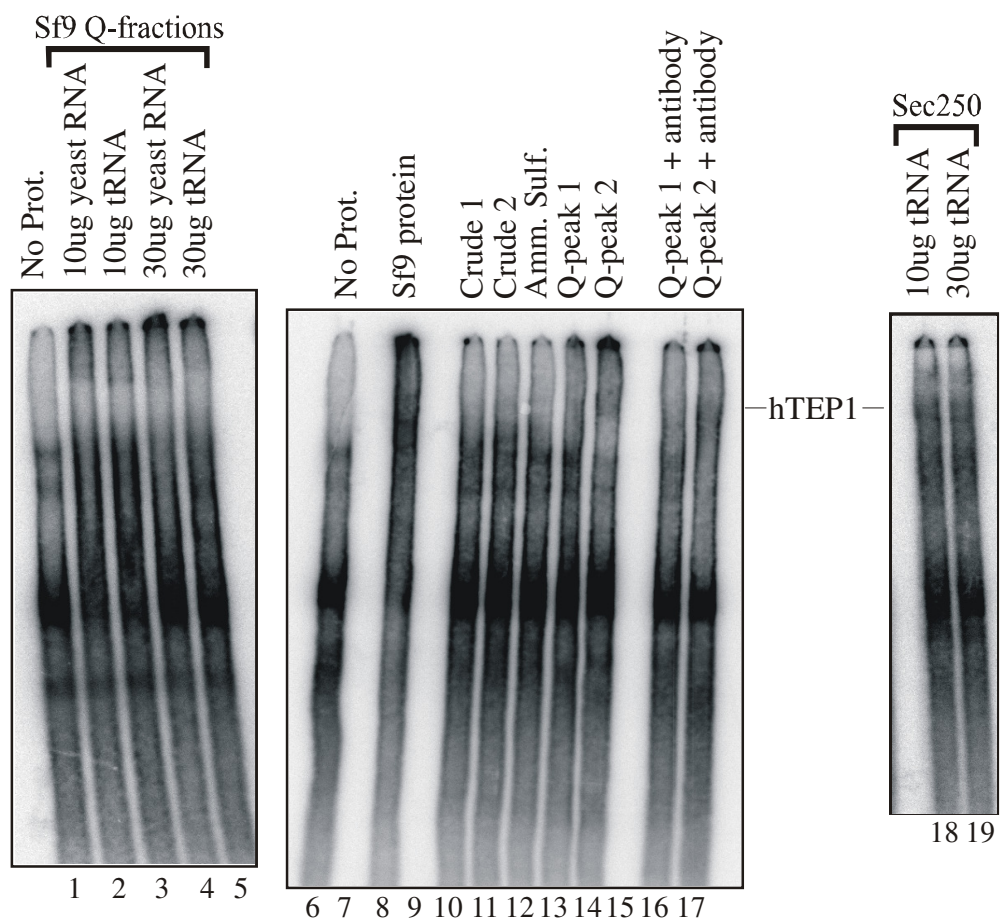 Sf9 Q-fractions
No Prot.
10ug yeast RNA
10ug tRNA
30ug yeast RNA
30ug tRNA
No Prot.
Sf9 protein
Crude 1
Crude 2
Amm. Sulf.
Q-peak 1
Q-peak 2
Q-peak 1 + antibody
Q-peak 2 + antibody
Sec250
10ug tRNA
30ug tRNA
hTEP1
1 2 3 4 5
6 7 8 9 10 11 12 13 14 15 16 17
18 19